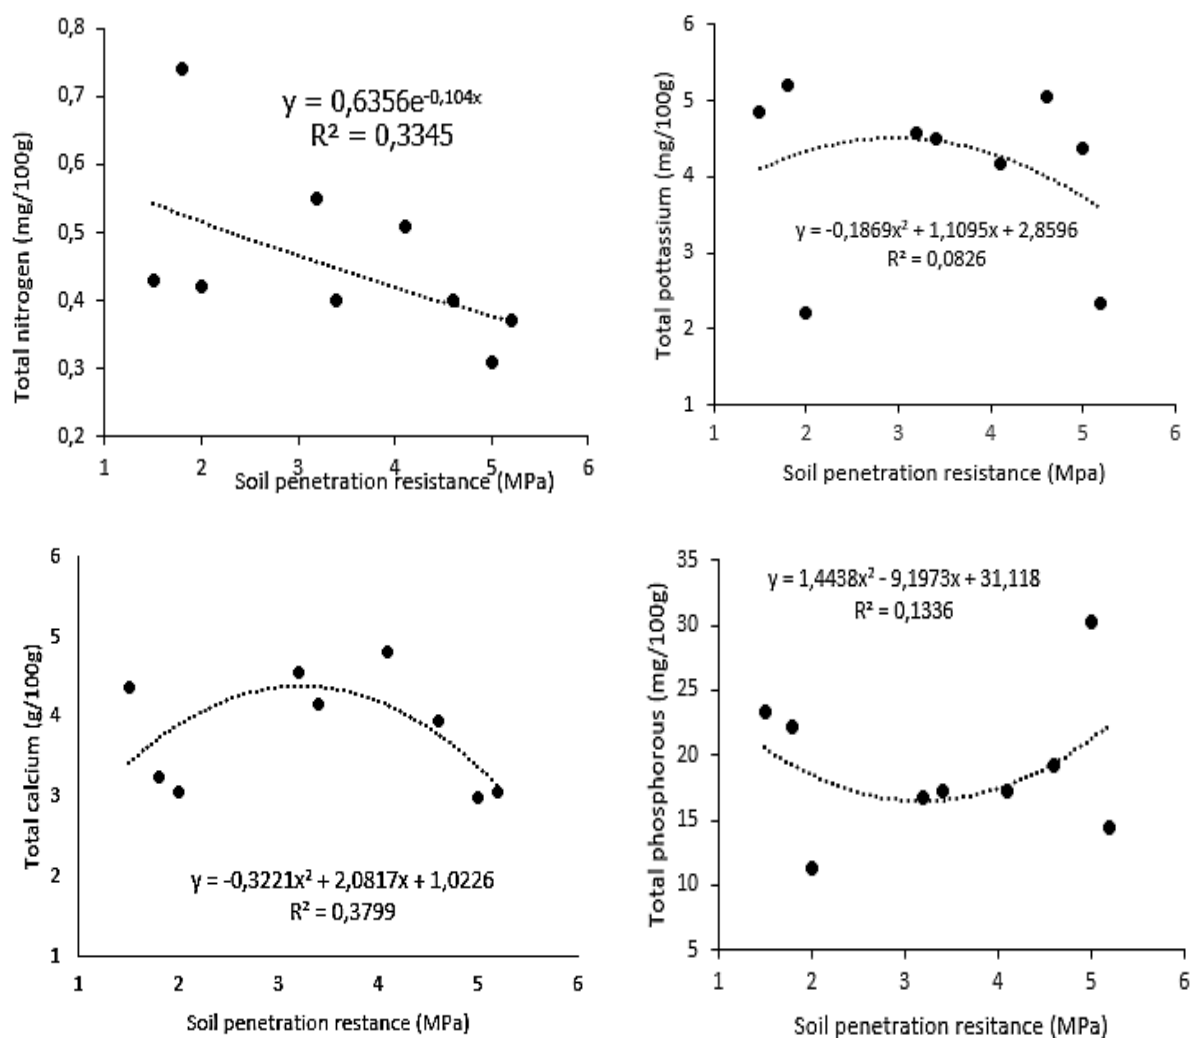 Total nitrogen (mg/100g)
0,8
0,7
0,6
0,5
0,4
0,3
0,2
y = 0,6356e^-0,104x
R² = 0,3345
1 2 3 4 5 6
Soil penetration resistance (MPa)
Total pottassium (mg/100g)
6
5
4
3
2
1
y = -0,1869x² + 1,1095x + 2,8596
R² = 0,0826
1 2 3 4 5 6
Soil penetration resistance (Mpa)
Total calcium (g/100g)
6
5
4
3
2
1
y = -0,3221x² + 2,0817x + 1,0226
R² = 0,3799
1 2 3 4 5 6
Soil penetration restance (MPa)
Total phosphorous (mg/100g)
35
30
25
20
15
10
5
y = 1,4438x² - 9,1973x + 31,118
R² = 0,1336
1 2 3 4 5 6
Soil penetration resitance (MPa)